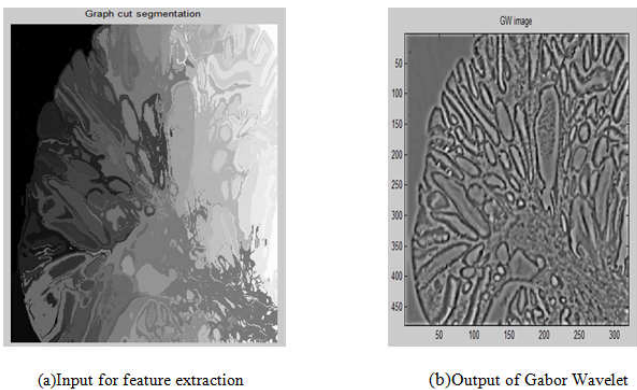 Graph cut segmentation
GW image
50
100
150
200
250
300
350
400
450
50 100 150 200 250 300
(a)Input for feature extraction
(b)Output of Gabor Wavelet